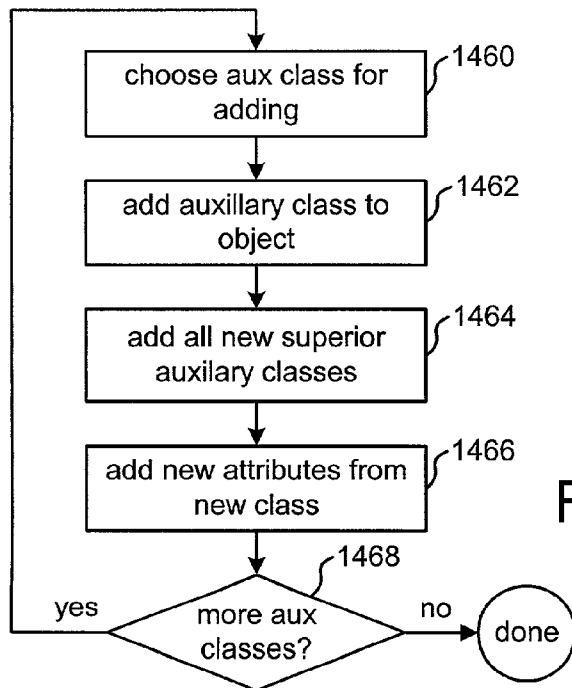 choose aux class for
adding
1460
add auxillary class to
object
1462
add all new superior
auxilary classes
1464
add new attributes from
new class
1466
F
more aux
classes?
1468
yes
no
done